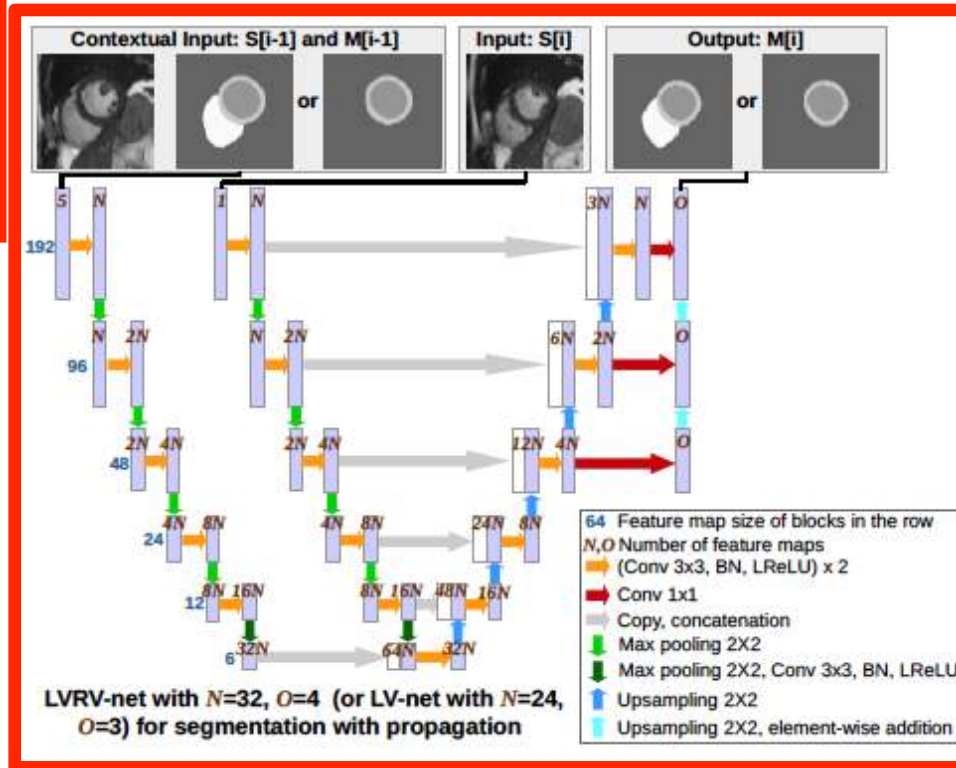 Contextual Input: S[i-1] and M[i-1]
Input: S[i]
Output: M[i]
or
or
5 N 1 N 3N N O
192
N 2N N 2N 6N 2N O
96
2N 4N 2N 4N 12N 4N O
48
4N 8N 4N 8N 24N 8N
24
8N 16N 8N 16N 48N 16N
12
32N 64N 32N
6
64 Feature map size of blocks in the row
N,O Number of feature maps
(Conv 3x3, BN, LReLU) x 2
Conv 1x1
Copy, concatenation
Max pooling 2X2
Max pooling 2X2, Conv 3x3, BN, LReLU
Upsampling 2X2
Upsampling 2X2, element-wise addition
LVRV-net with N=32, O=4 (or LV-net with N=24,
O=3) for segmentation with propagation